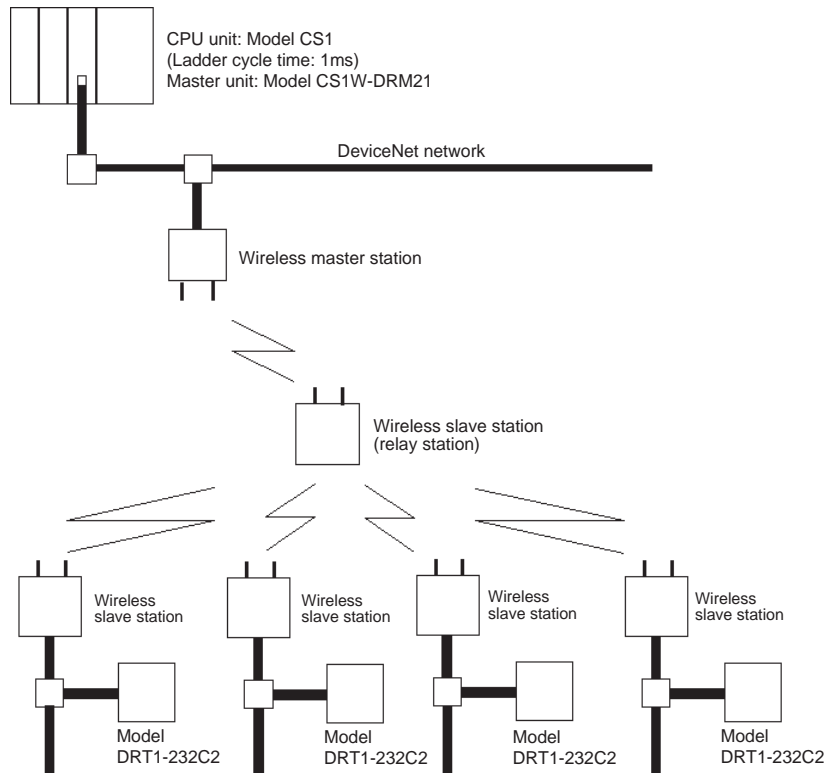 CPU unit: Model CS1
(Ladder cycle time: 1ms)
Master unit: Model CS1W-DRM21
DeviceNet network
Wireless master station
Wireless slave station
(relay station)
Wireless
slave station
Wireless
slave station
Wireless
slave station
Wireless
slave station
Model
DRT1-232C2
Model
DRT1-232C2
Model
DRT1-232C2
Model
DRT1-232C2